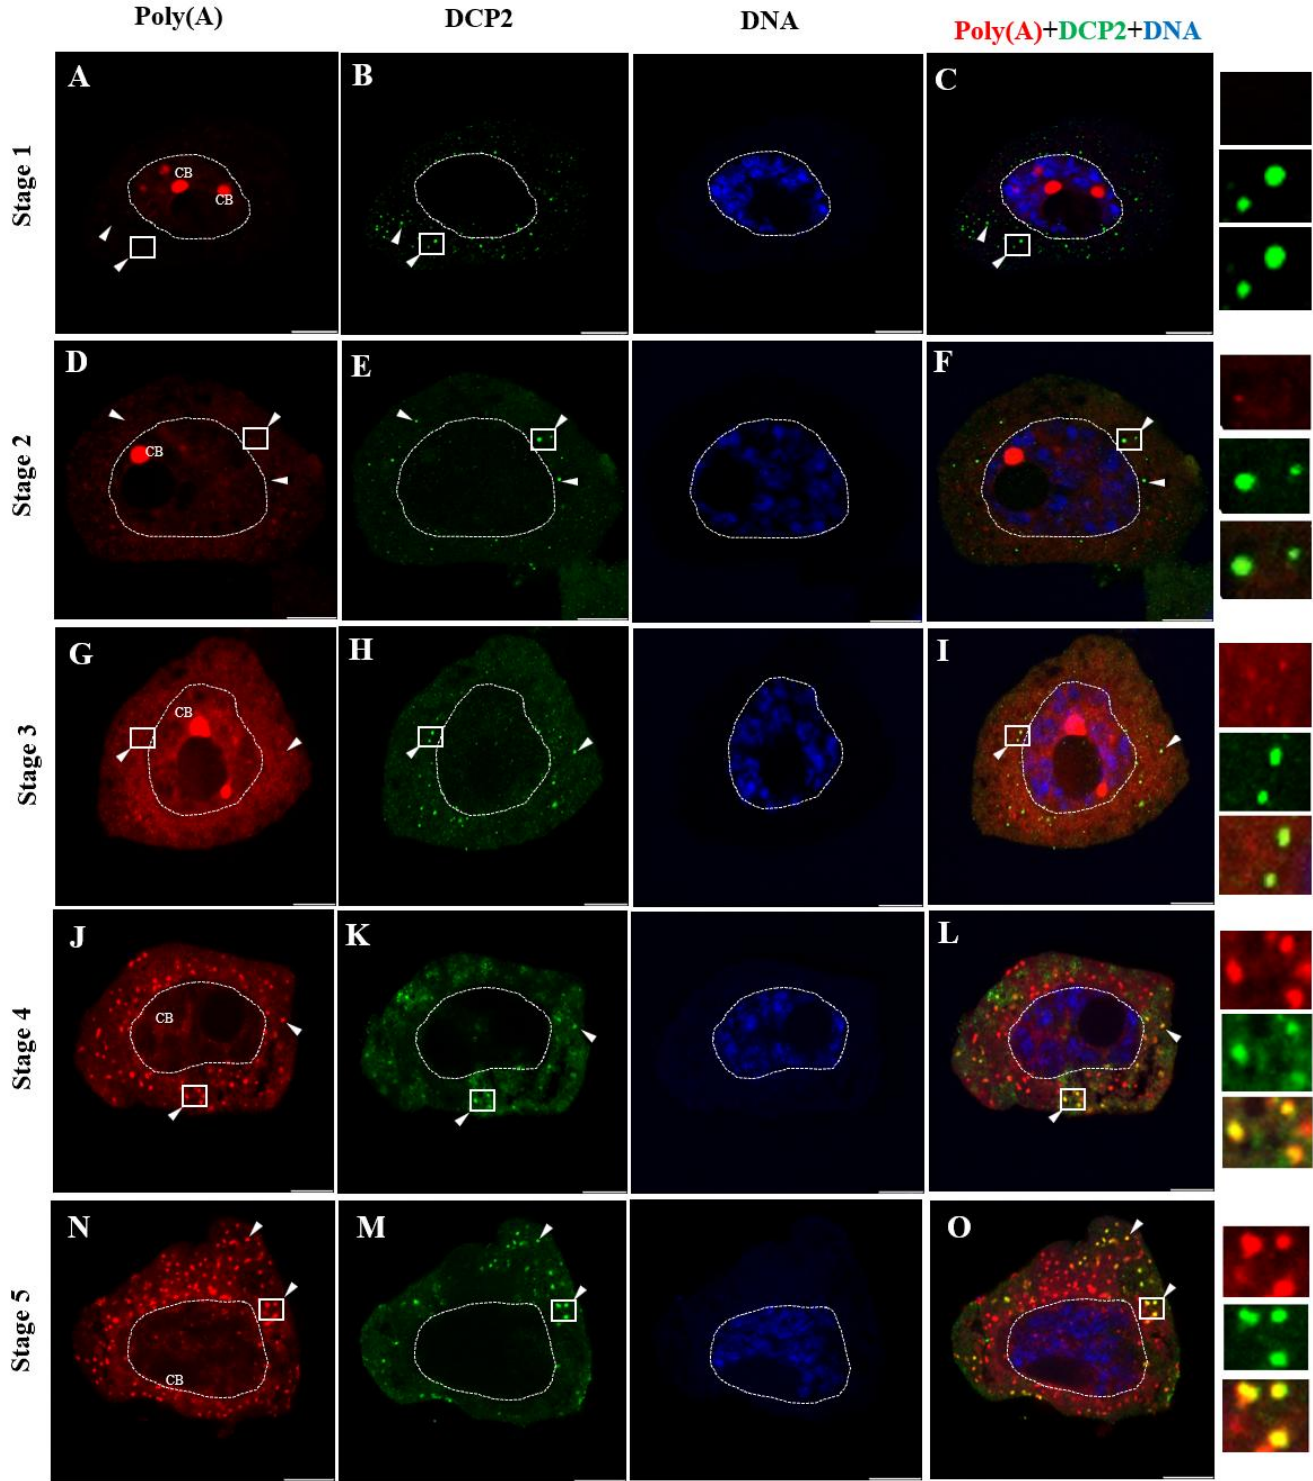 Poly(A) DCP2 DNA Poly(A)+DCP2+DNA
Stage 1
A B C
CB
CB
Stage 2
D E F
CB
Stage 3
G H I
CB
Stage 4
J K L
CB
Stage 5
N M O
CB